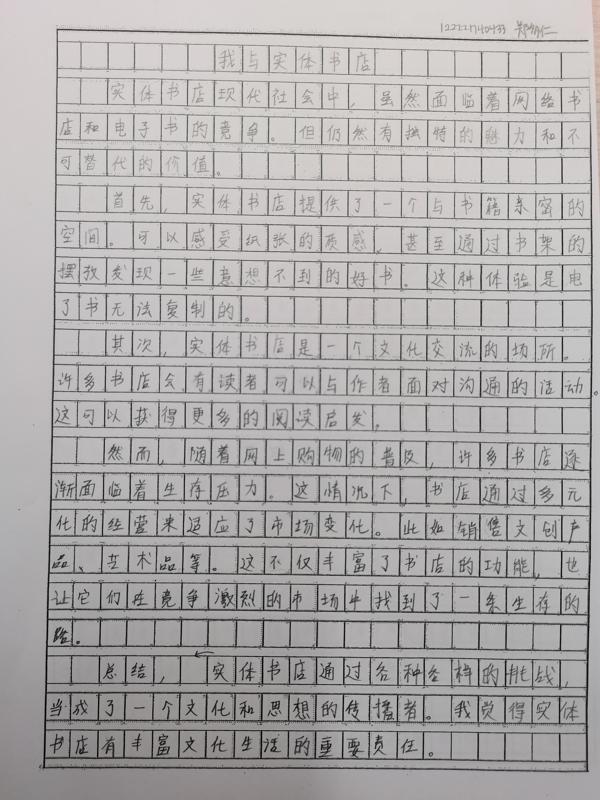 我与实体书店
实体书店现代社会中，虽然面临着网络书
店和电子书的竞争。但仍然有独特的魅力和不
可替代的价值。
首先，实体书店提供了一个与书籍亲密的
空间。可以感受纸张的质感，甚至通过书架的
摆放发现一些意想不到的好书。这种体验是电
了书无法复制的。
其次，实体书店是一个文化交流的场所。
许多书店会有读者可以与作者面对沟通的活动。
这可以获得更多的阅读启发。
然而，随着网上购物的普及，许多书店逐
渐面临着生存压力。这情况下，书店通过多元
化的经营来适应了市场变化。此如销售文创产
品、艺术品等。这不仅丰富了书店的功能，也
让它们在竞争激烈的市场中找到了一条生存的
路。
总结，实体书店通过各种各样的挑战，
当成了一个文化和思想的传播者。我觉得实体
书店有丰富文化生活的重要责任。